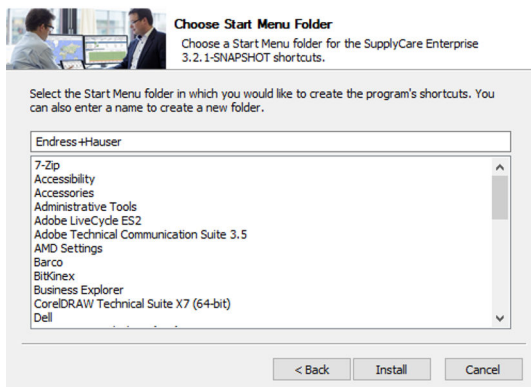 Choose Start Menu Folder
Choose a Start Menu folder for the SupplyCare Enterprise
3.2.1-SNAPSHOT shortcuts.
Select the Start Menu folder in which you would like to create the program's shortcuts. You
can also enter a name to create a new folder.
Endress+Hauser
7-Zip
Accessibility
Accessories
Administrative Tools
Adobe LiveCycle ES2
Adobe Technical Communication Suite 3.5
AMD Settings
Barco
BitKinex
Business Explorer
CorelDRAW Technical Suite X7 (64-bit)
Dell
< Back
Install
Cancel